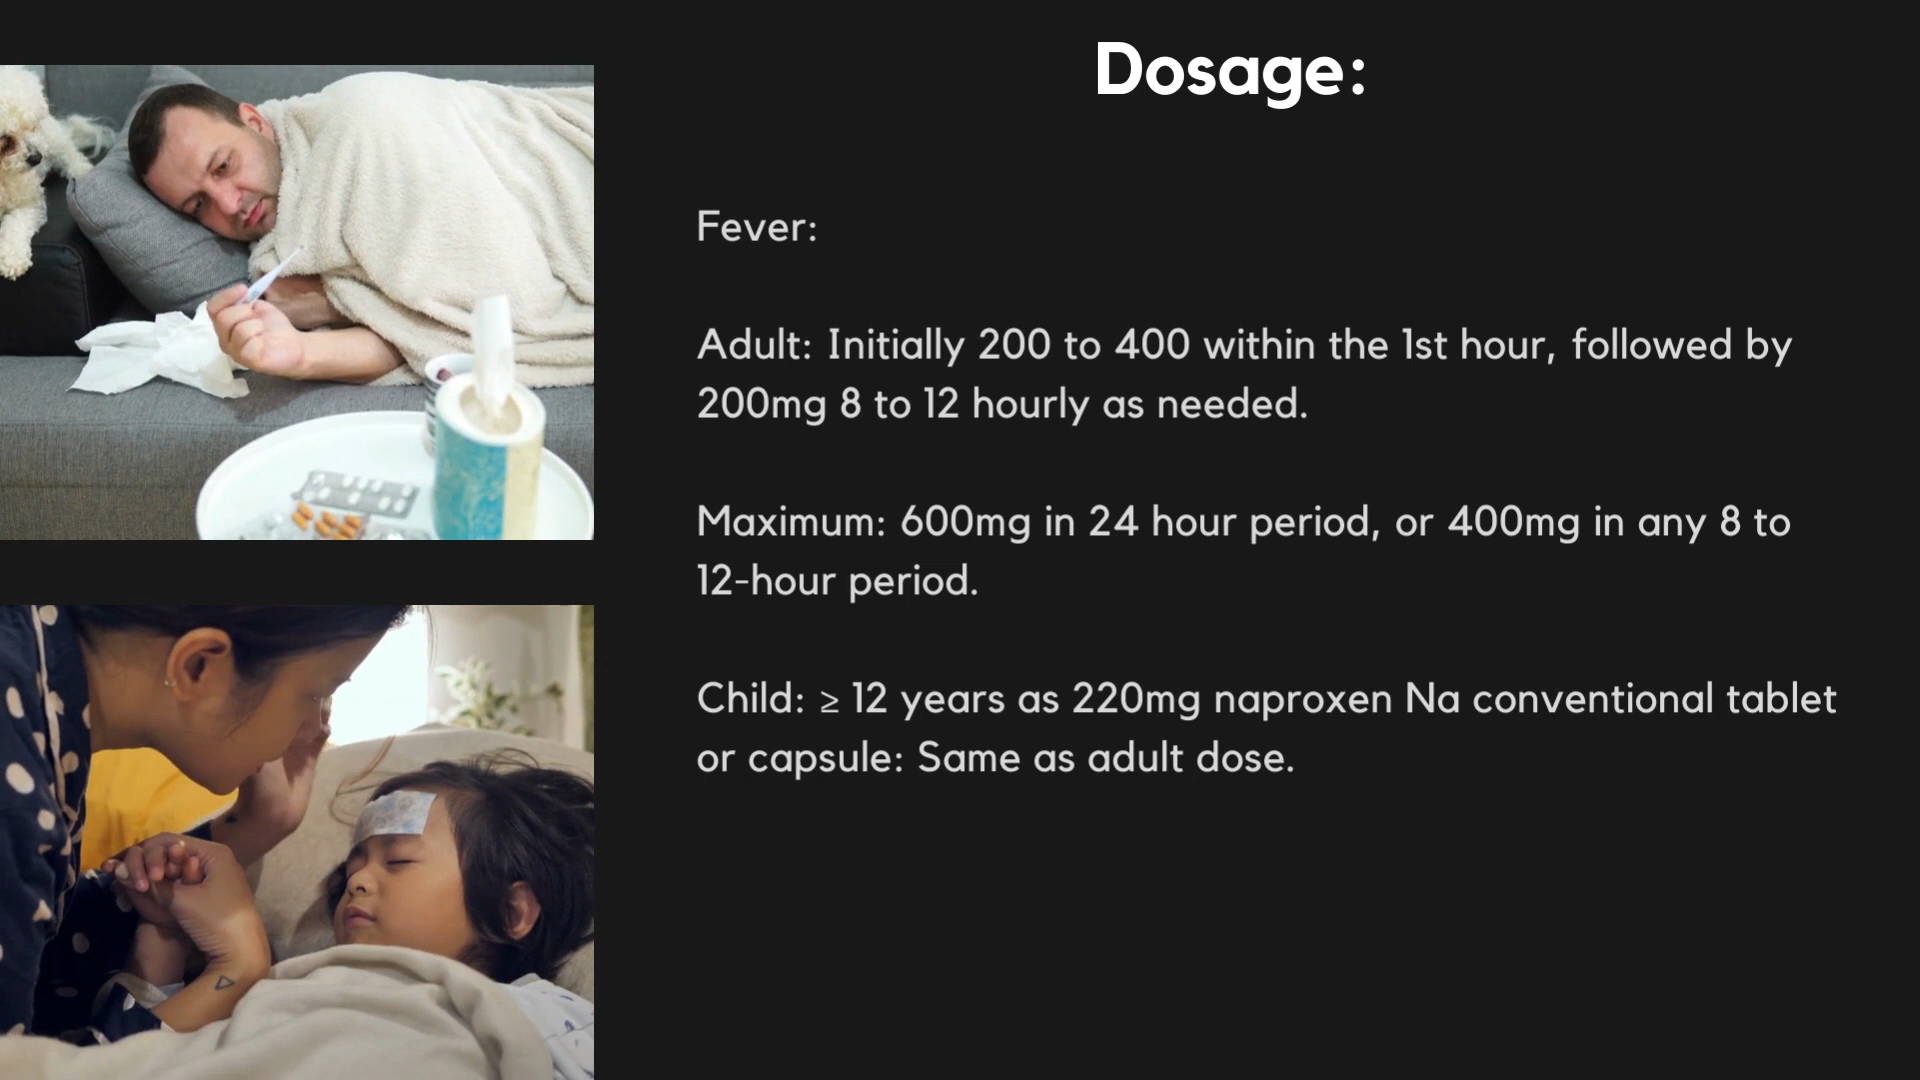 Dosage:
Fever:
Adult: Initially 200 to 400 within the 1st hour, followed by
200mg 8 to 12 hourly as needed.
Maximum: 600mg in 24 hour period, or 400mg in any 8 to
12-hour period.
Child: ≥ 12 years as 220mg naproxen Na conventional tablet
or capsule: Same as adult dose.